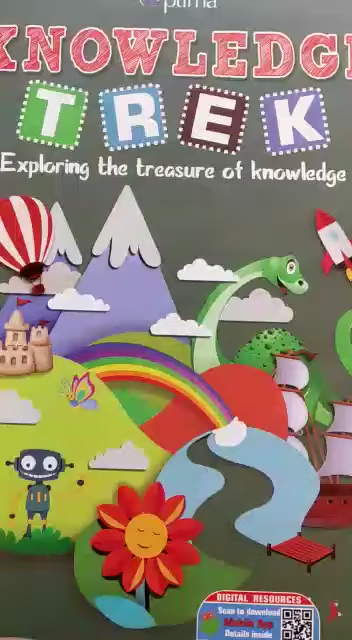 KNOWLEDGE
TREK
Exploring the treasure of knowledge
DIGITAL RESOURCES
Scan to download
Mobile App
Details inside